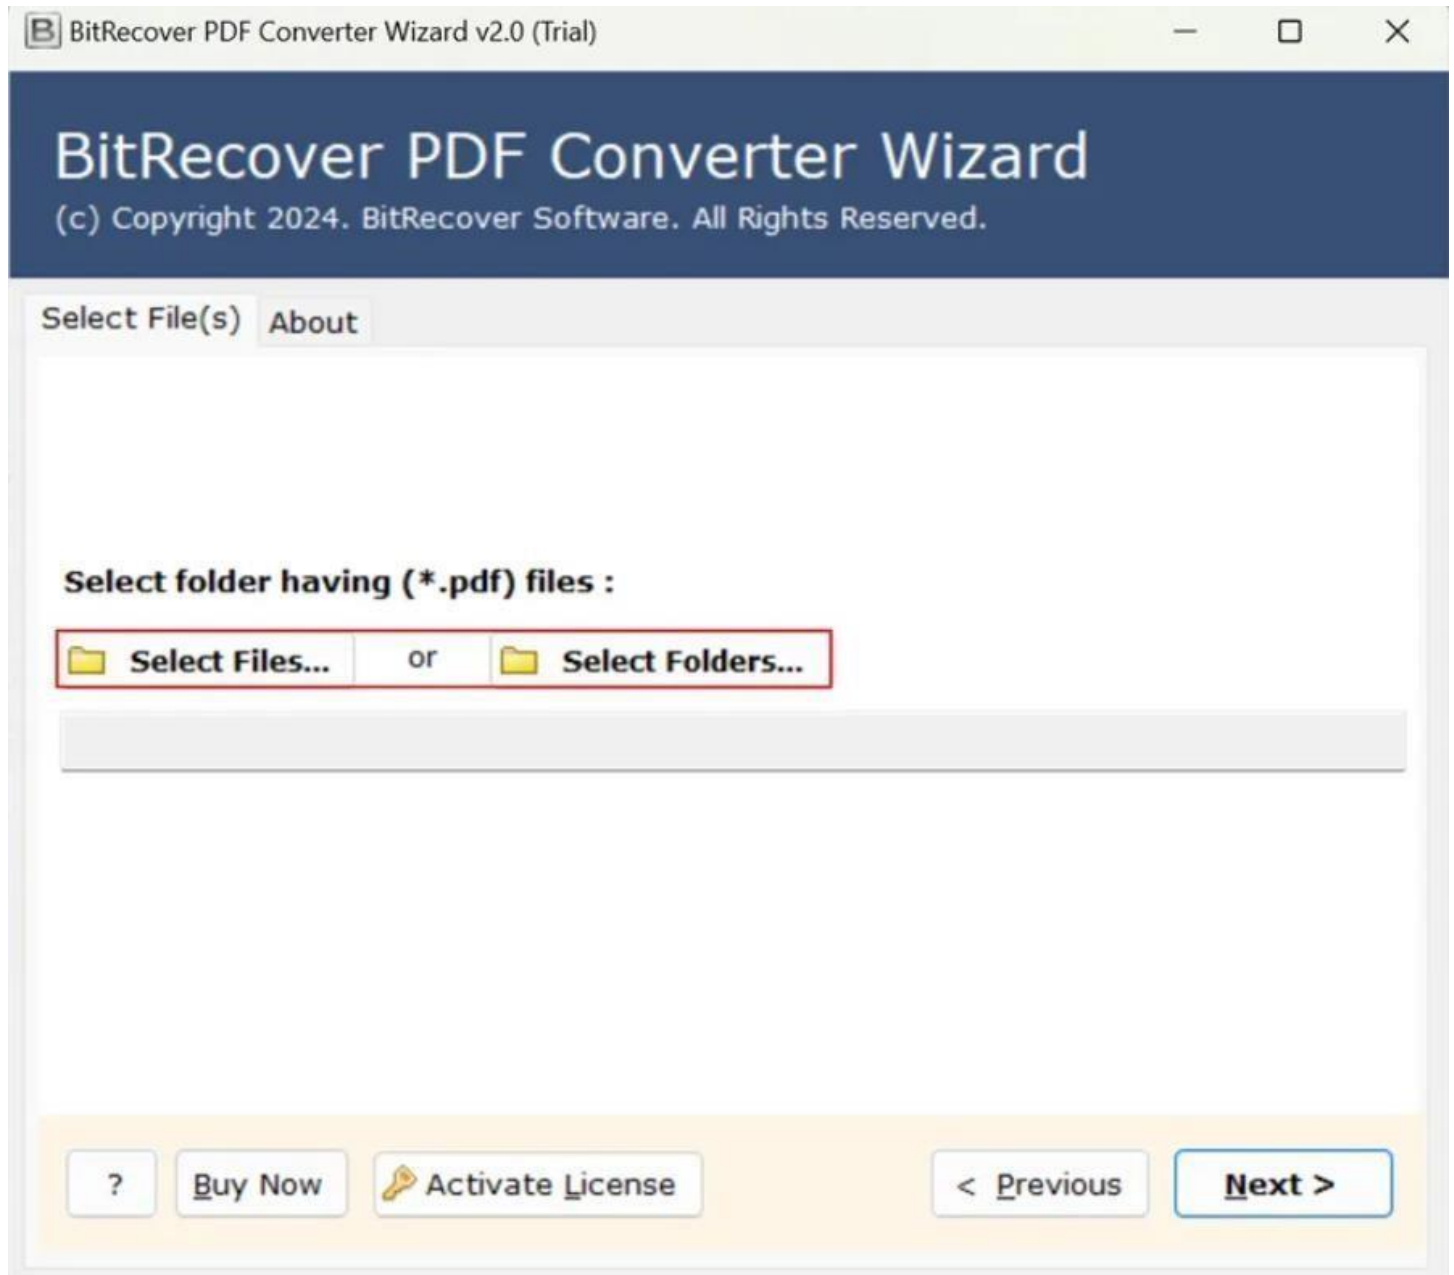 BitRecover PDF Converter Wizard v2.0 (Trial)
BitRecover PDF Converter Wizard
(c) Copyright 2024. BitRecover Software. All Rights Reserved.
Select File(s) About
Select folder having (*.pdf) files :
Select Files... or Select Folders...
? Buy Now Activate License < Previous Next >